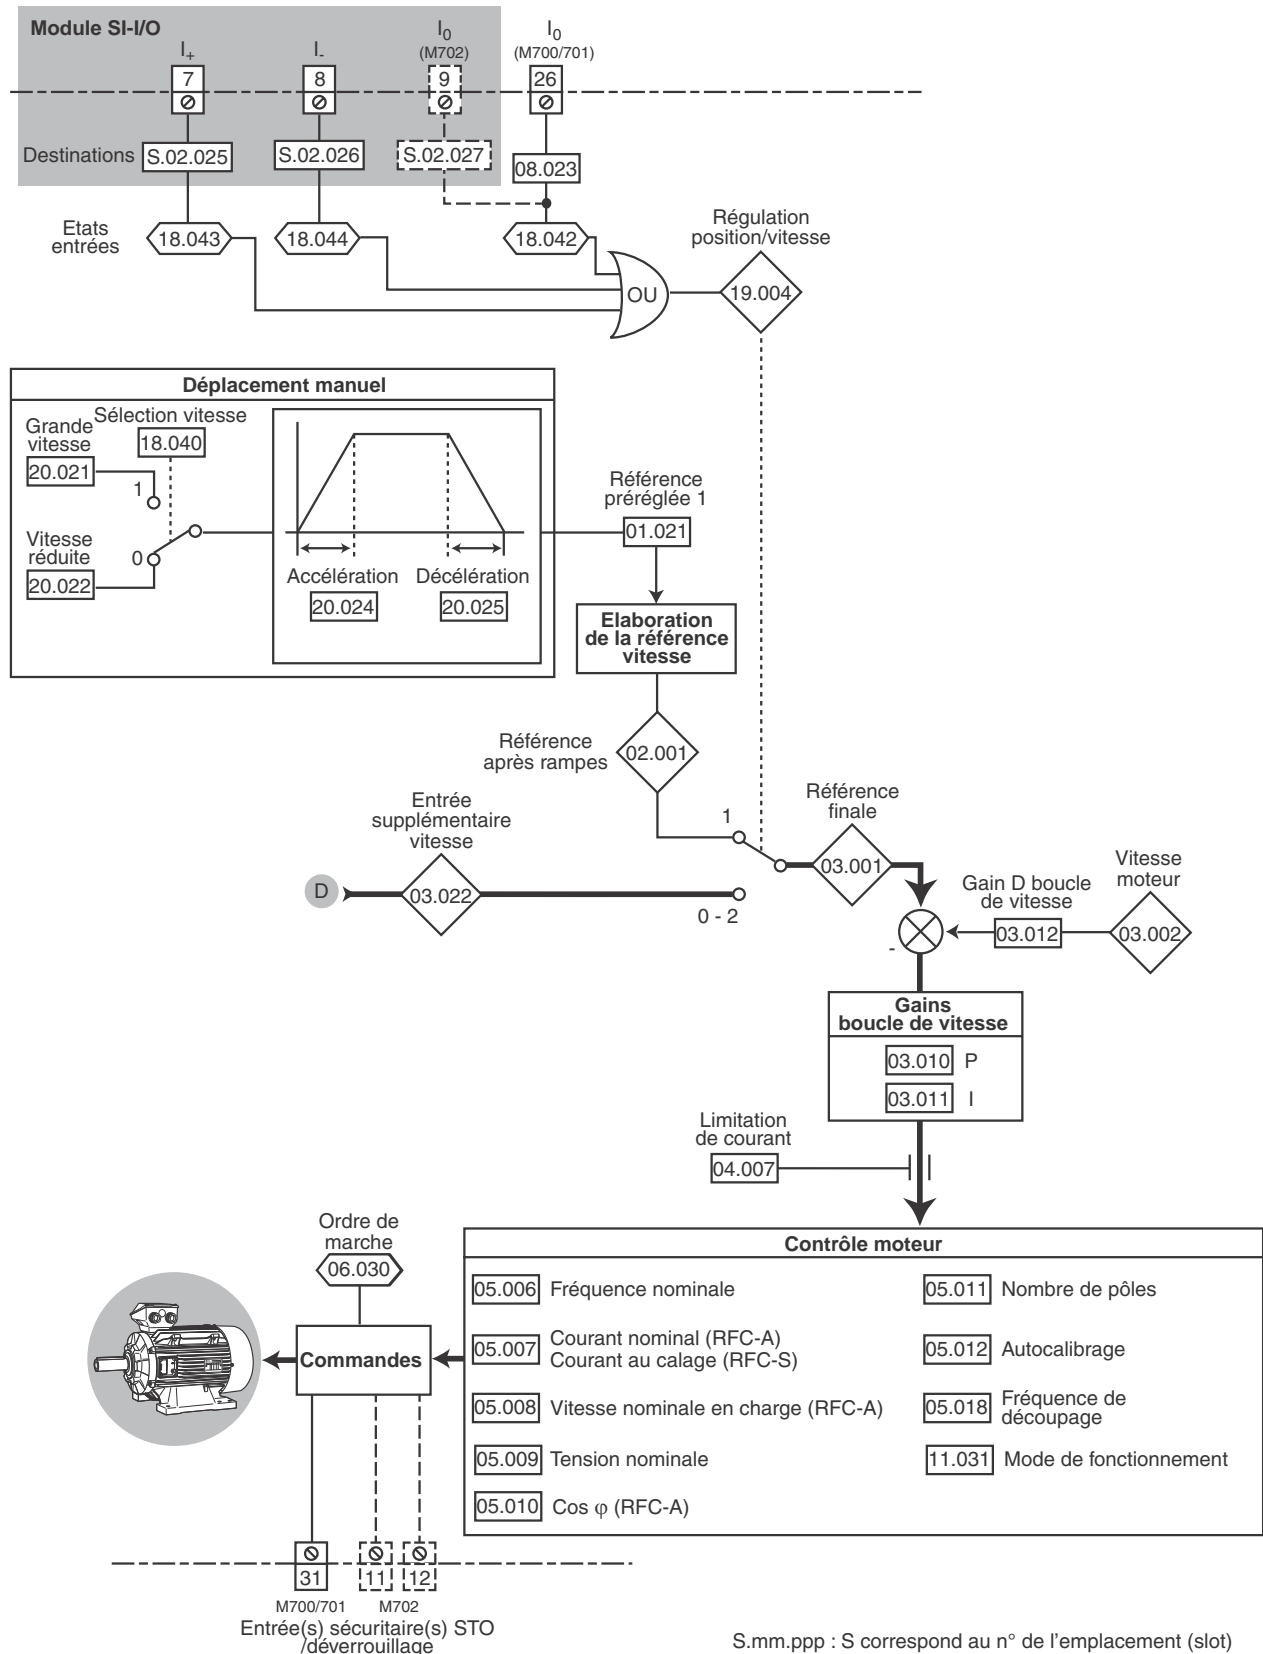 Module SI-I/O
I+
I-
I0
(M702)
I0
(M700/701)
7
8
9
26
Destinations
S.02.025
S.02.026
S.02.027
08.023
Etats
entrées
18.043
18.044
18.042
OU
Régulation
position/vitesse
19.004
Déplacement manuel
Grande
vitesse
20.021
Sélection vitesse
18.040
1
Vitesse
réduite
20.022
0
Accélération
20.024
Décélération
20.025
Référence
préréglée 1
01.021
Elaboration
de la référence
vitesse
Référence
après rampes
02.001
Entrée
supplémentaire
vitesse
D
03.022
1
0 - 2
Référence
finale
03.001
Gain D boucle
de vitesse
03.012
Vitesse
moteur
03.002
-
Gains
boucle de vitesse
03.010 P
03.011 I
Limitation
de courant
04.007
Ordre de
marche
06.030
Commandes
Contrôle moteur
05.006 Fréquence nominale
05.007 Courant nominal (RFC-A)
Courant au calage (RFC-S)
05.008 Vitesse nominale en charge (RFC-A)
05.009 Tension nominale
05.010 Cos φ (RFC-A)
05.011 Nombre de pôles
05.012 Autocalibrage
05.018 Fréquence de
découpage
11.031 Mode de fonctionnement
31
11
12
M700/701
M702
Entrée(s) sécuritaire(s) STO
/déverrouillage
S.mm.ppp : S correspond au n° de l'emplacement (slot)